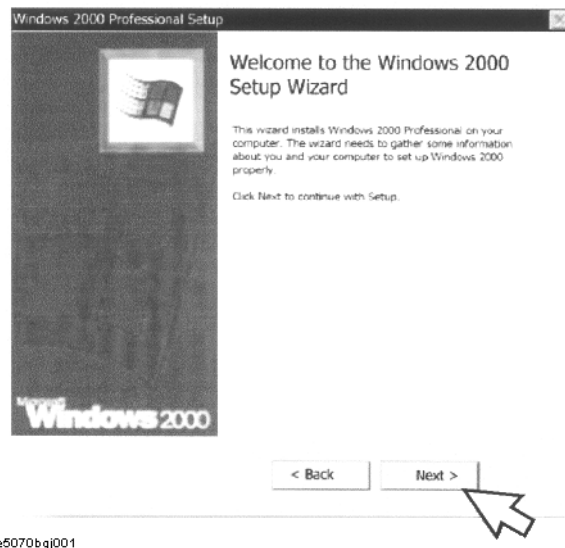 Windows 2000 Professional Setup
Welcome to the Windows 2000
Setup Wizard
This wizard installs Windows 2000 Professional on your
computer. The wizard needs to gather some information
about you and your computer to set up Windows 2000
properly.
Click Next to continue with Setup.
Microsoft
Windows 2000
< Back Next >
e5070bqj001